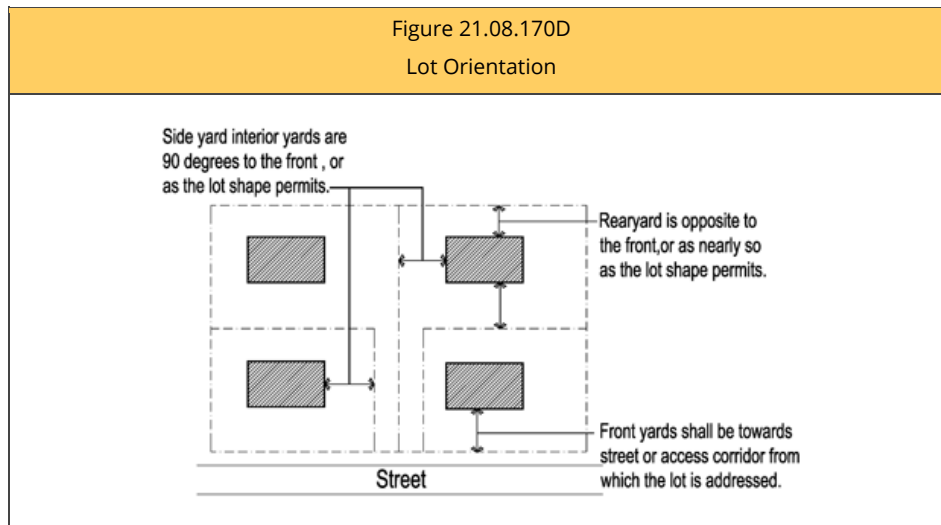 Figure 21.08.170D
Lot Orientation
Side yard interior yards are
90 degrees to the front , or
as the lot shape permits.
Rearyard is opposite to
the front,or as nearly so
as the lot shape permits.
Front yards shall be towards
street or access corridor from
which the lot is addressed.
Street